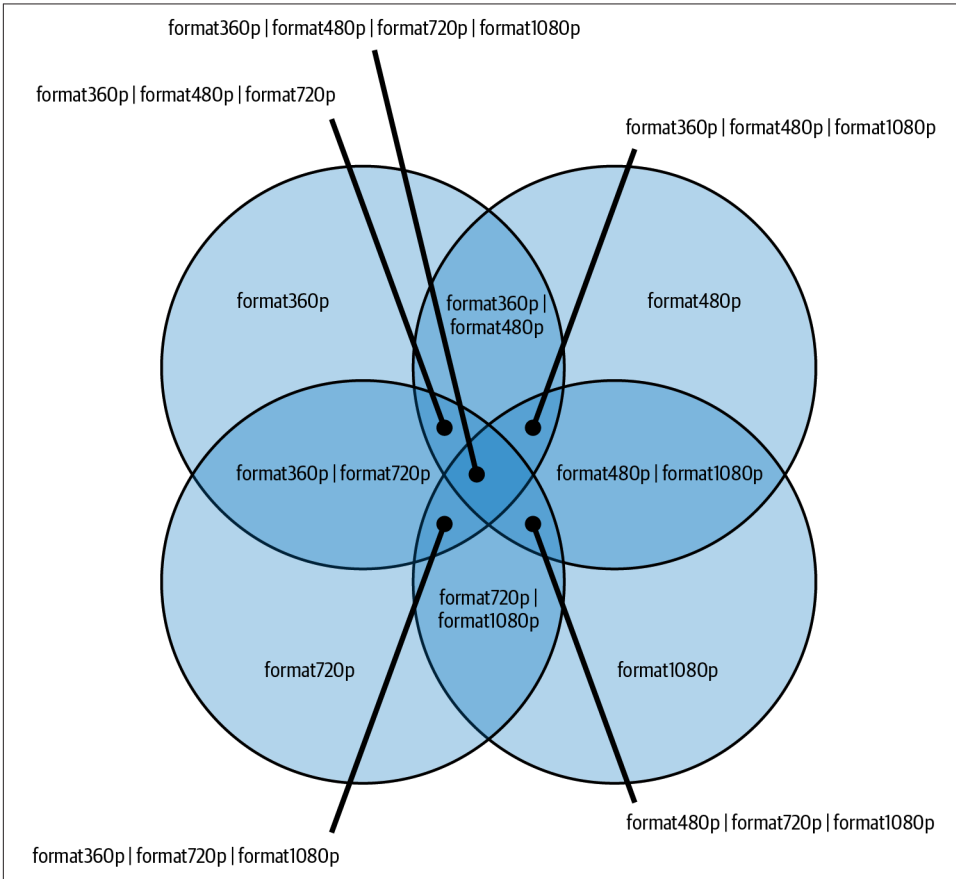 format360p | format480p | format720p | format1080p
format360p | format480p | format720p
format360p | format480p | format1080p
format360p
format360p |
format480p
format480p
format360p | format720p
format480p | format1080p
format720p |
format1080p
format720p
format1080p
format480p | format720p | format1080p
format360p | format720p | format1080p